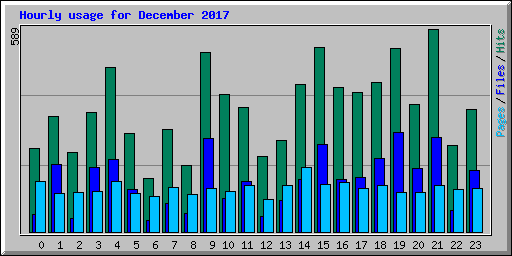 Hourly usage for December 2017
589
Pages/Files/Hits
0 1 2 3 4 5 6 7 8 9 10 11 12 13 14 15 16 17 18 19 20 21 22 23